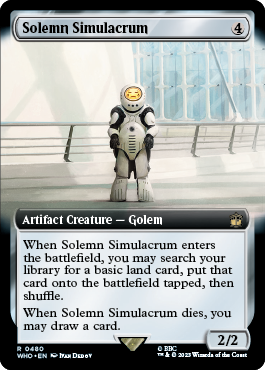 Solemn Simulacrum 4
Artifact Creature — Golem
When Solemn Simulacrum enters
the battlefield, you may search your
library for a basic land card, put that
card onto the battlefield tapped, then
shuffle.
When Solemn Simulacrum dies, you
may draw a card.
2/2
R 0480
WHO • EN Ivan Dedov
© BBC
™ & © 2023 Wizards of the Coast